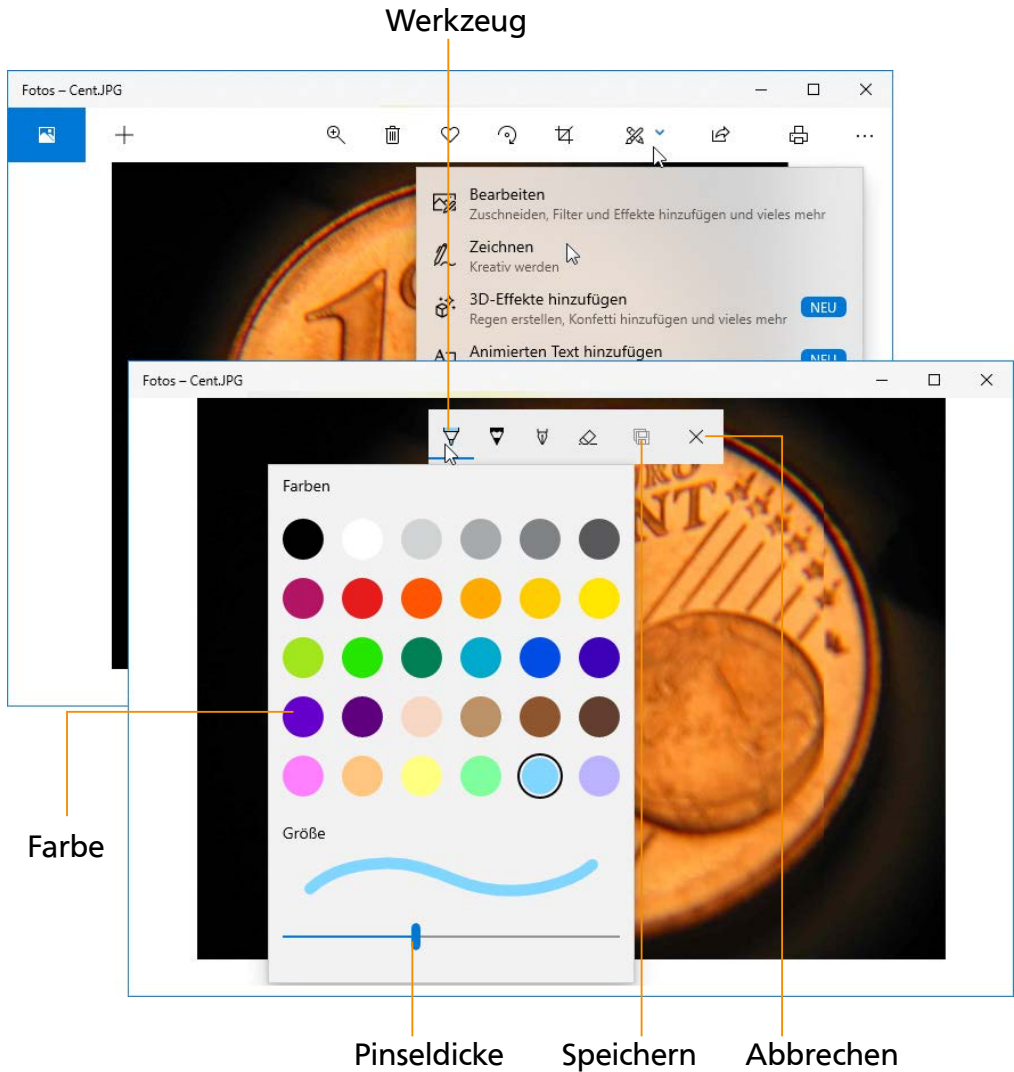 Werkzeug
Fotos – Cent.JPG
Bearbeiten
Zuschneiden, Filter und Effekte hinzufügen und vieles mehr
Zeichnen
Kreativ werden
3D-Effekte hinzufügen
NEU
Regen erstellen, Konfetti hinzufügen und vieles mehr
Animierten Text hinzufügen
NEU
Fotos – Cent.JPG
Farben
Größe
Farbe
Pinseldicke
Speichern
Abbrechen